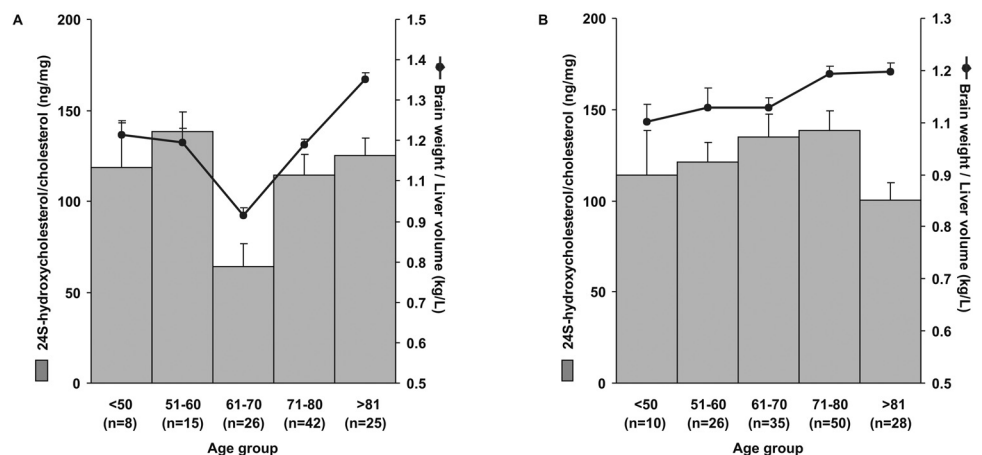 A
24S-hydroxycholesterol/cholesterol (ng/mg)
200
150
100
50
0
1.5
1.4
1.3
1.2
1.1
0.9
0.8
0.7
0.6
0.5
Brain weight / Liver volume (kg/L)
<50 51-60 61-70 71-80 >81
(n=8) (n=15) (n=26) (n=42) (n=25)
Age group
B
24S-hydroxycholesterol/cholesterol (ng/mg)
200
150
100
50
0
1.3
1.2
1.1
0.9
0.8
0.7
0.6
0.5
Brain weight / Liver volume (kg/L)
<50 51-60 61-70 71-80 >81
(n=10) (n=26) (n=35) (n=50) (n=28)
Age group